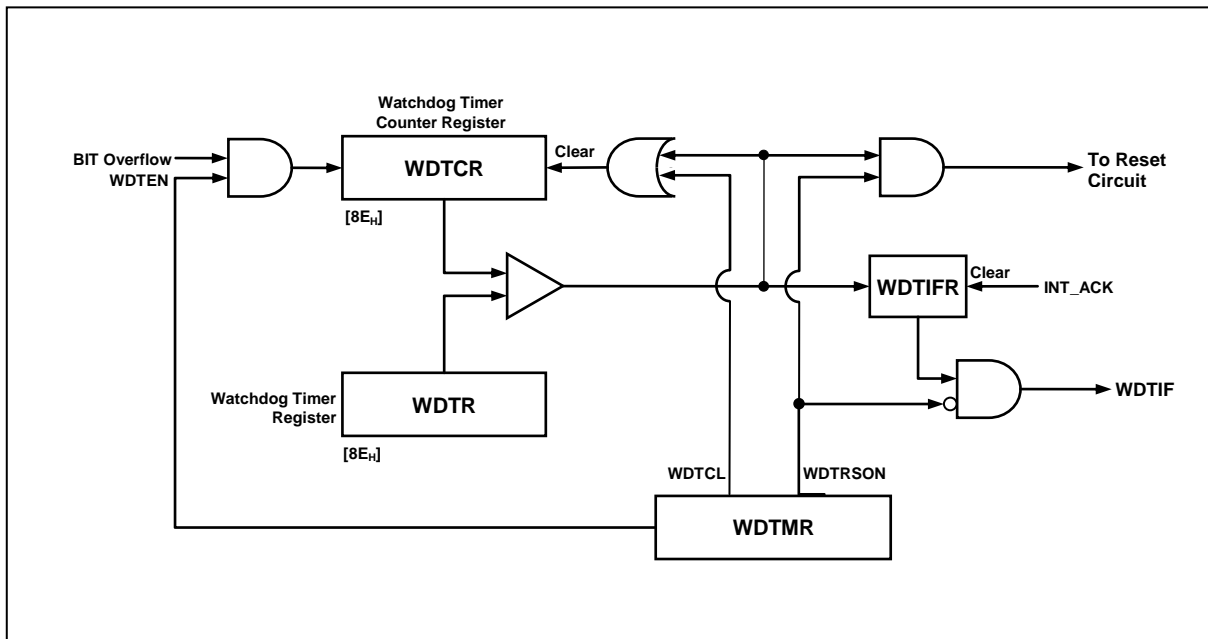 Watchdog Timer
Counter Register
BIT Overflow
WDTEN
WDTCR
Clear
To Reset
Circuit
[8EH]
WDTIFR
Clear
INT_ACK
Watchdog Timer
Register
WDTR
WDTIF
[8EH]
WDTCL
WDTRSON
WDTMR